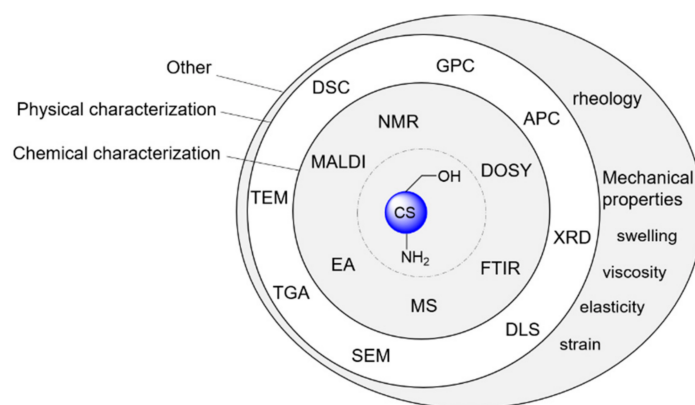 Other
Physical characterization
Chemical characterization
DSC
GPC
APC
TEM
XRD
TGA
DLS
SEM
NMR
MALDI
DOSY
EA
FTIR
MS
OH
CS
NH₂
rheology
Mechanical
properties
swelling
viscosity
elasticity
strain